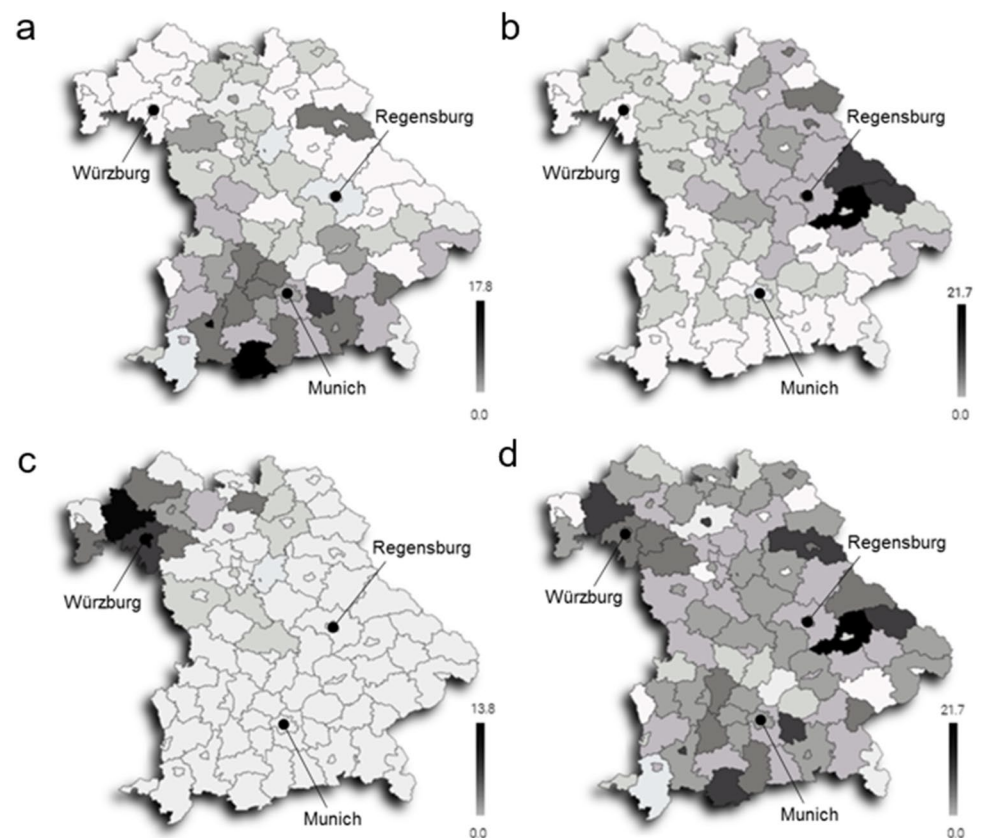 a
Regensburg
Würzburg
17.8
0.0
Munich
b
Regensburg
Würzburg
21.7
0.0
Munich
c
Regensburg
Würzburg
13.8
0.0
Munich
d
Regensburg
Würzburg
21.7
0.0
Munich